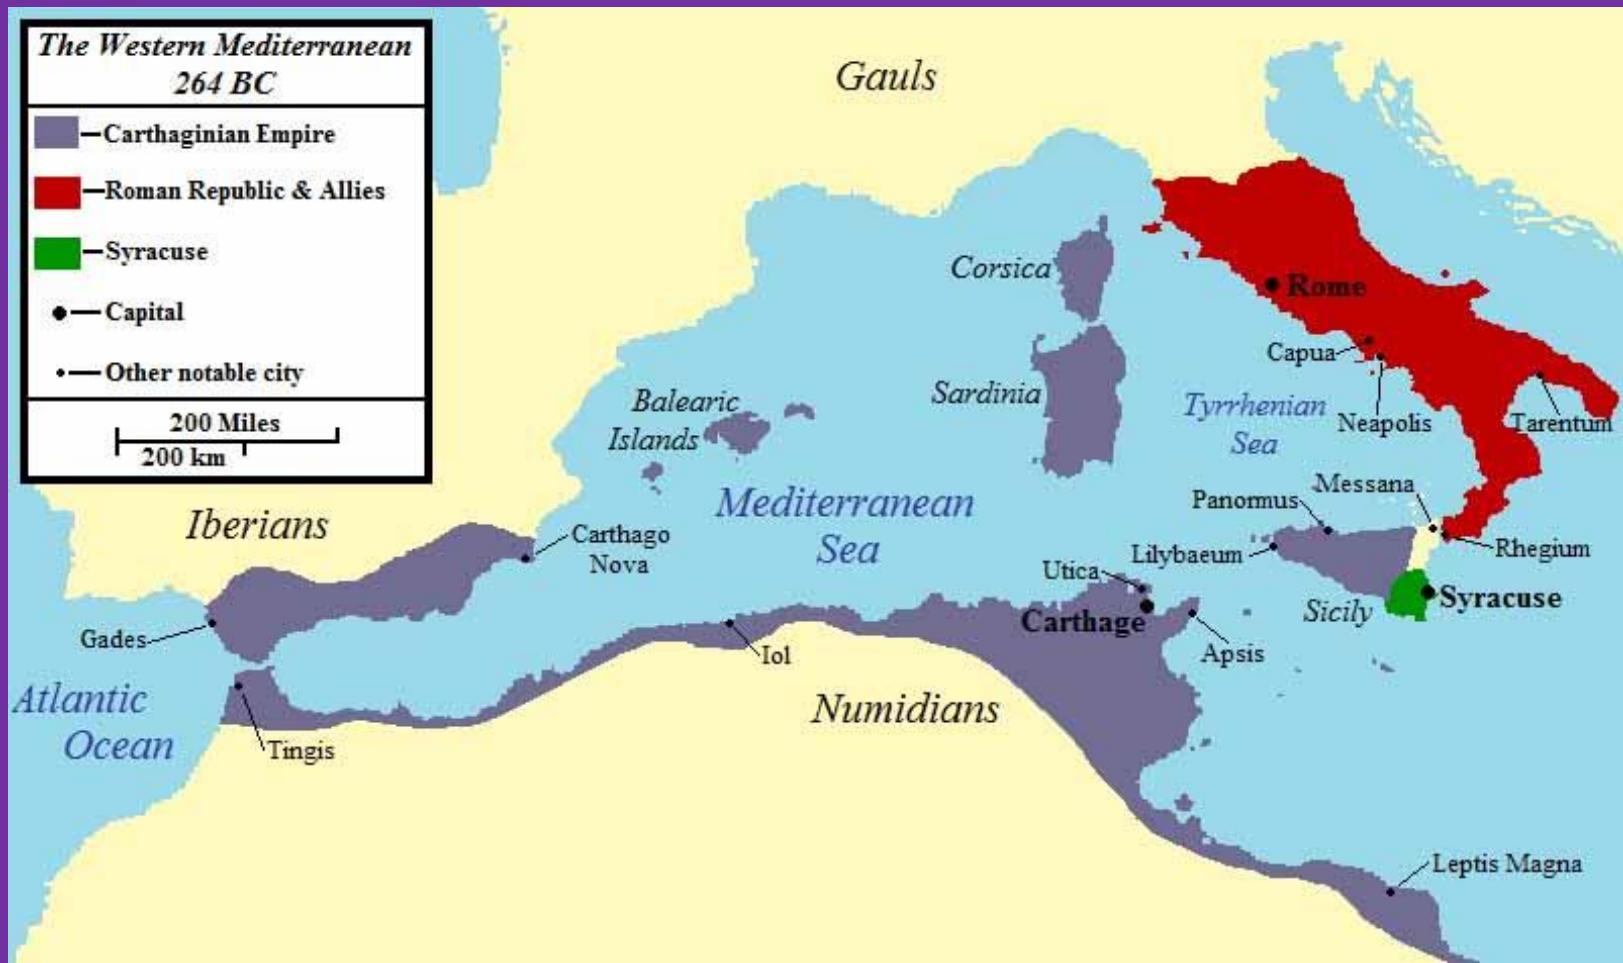 The Western Mediterranean
264 BC
Carthaginian Empire
Roman Republic & Allies
Syracuse
Capital
Other notable city
200 Miles
200 km
Gauls
Corsica
Rome
Capua
Sardinia
Balearic
Islands
Tyrrhenian
Sea
Neapolis
Tarentum
Messana
Panormus
Mediterranean
Sea
Iberians
Carthago
Nova
Lilybaeum
Rhegium
Utica
Carthage
Sicily
Syracuse
Gades
Iol
Apsis
Atlantic
Ocean
Numidians
Tingis
Leptis Magna